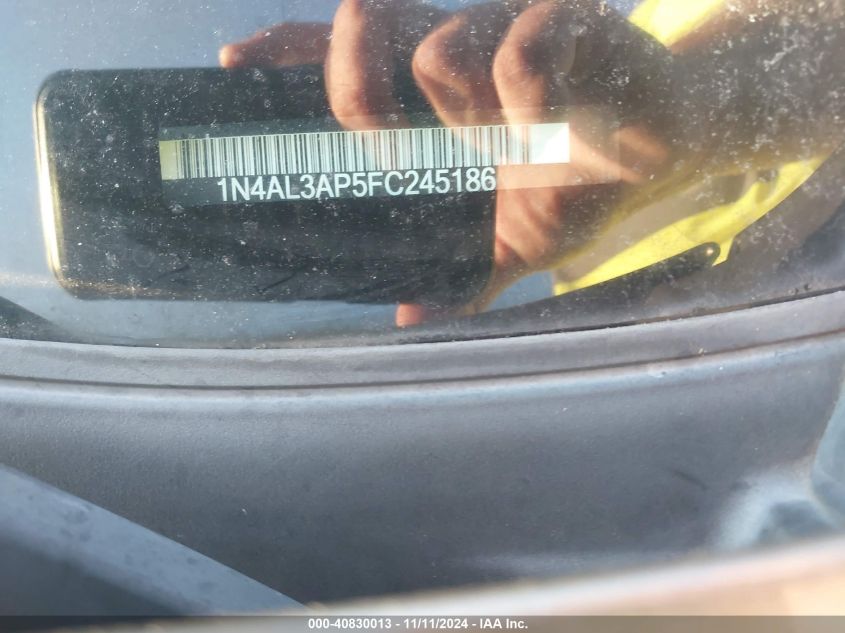 1N4AL3AP5FC245186
000-40830013 - 11/11/2024 - IAA Inc.